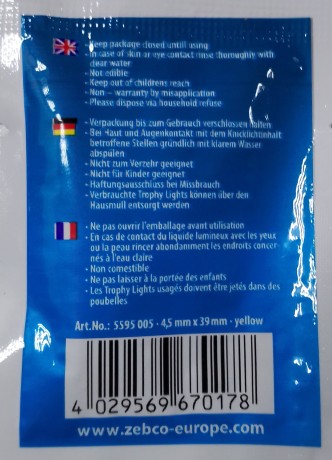 - Keep package closed untill using
- In case of skin or eye contact rinse thoroughly with
clear water
- Not edible
- Keep out of childrens reach
- Non – warranty by misapplication
- Please dispose via household refuse
- Verpackung bis zum Gebrauch verschlossen halten
- Bei Haut und Augenkontakt mit dem Knicklichtinhalt
betroffene Stellen gründlich mit klarem Wasser
abspülen
- Nicht zum Verzehr geeignet
- Nicht für Kinder geeignet
- Haftungsausschluss bei Missbrauch
- Verbrauchte Trophy Lights können über den
Hausmüll entsorgt werden
- Ne pas ouvrir l'emballage avant utilisation
- En cas de contact du liquide lumineux avec les yeux
ou la peau rincer abondamment les endroits concer-
nés à l'eau claire
- Non comestible
- Ne pas laisser à la portée des enfants
- Les Trophy Lights usagés doivent être jetés dans des
poubelles
Art.No.: 5595 005 - 4,5 mm x 39 mm - yellow
4 029569 670178
www.zebco-europe.com